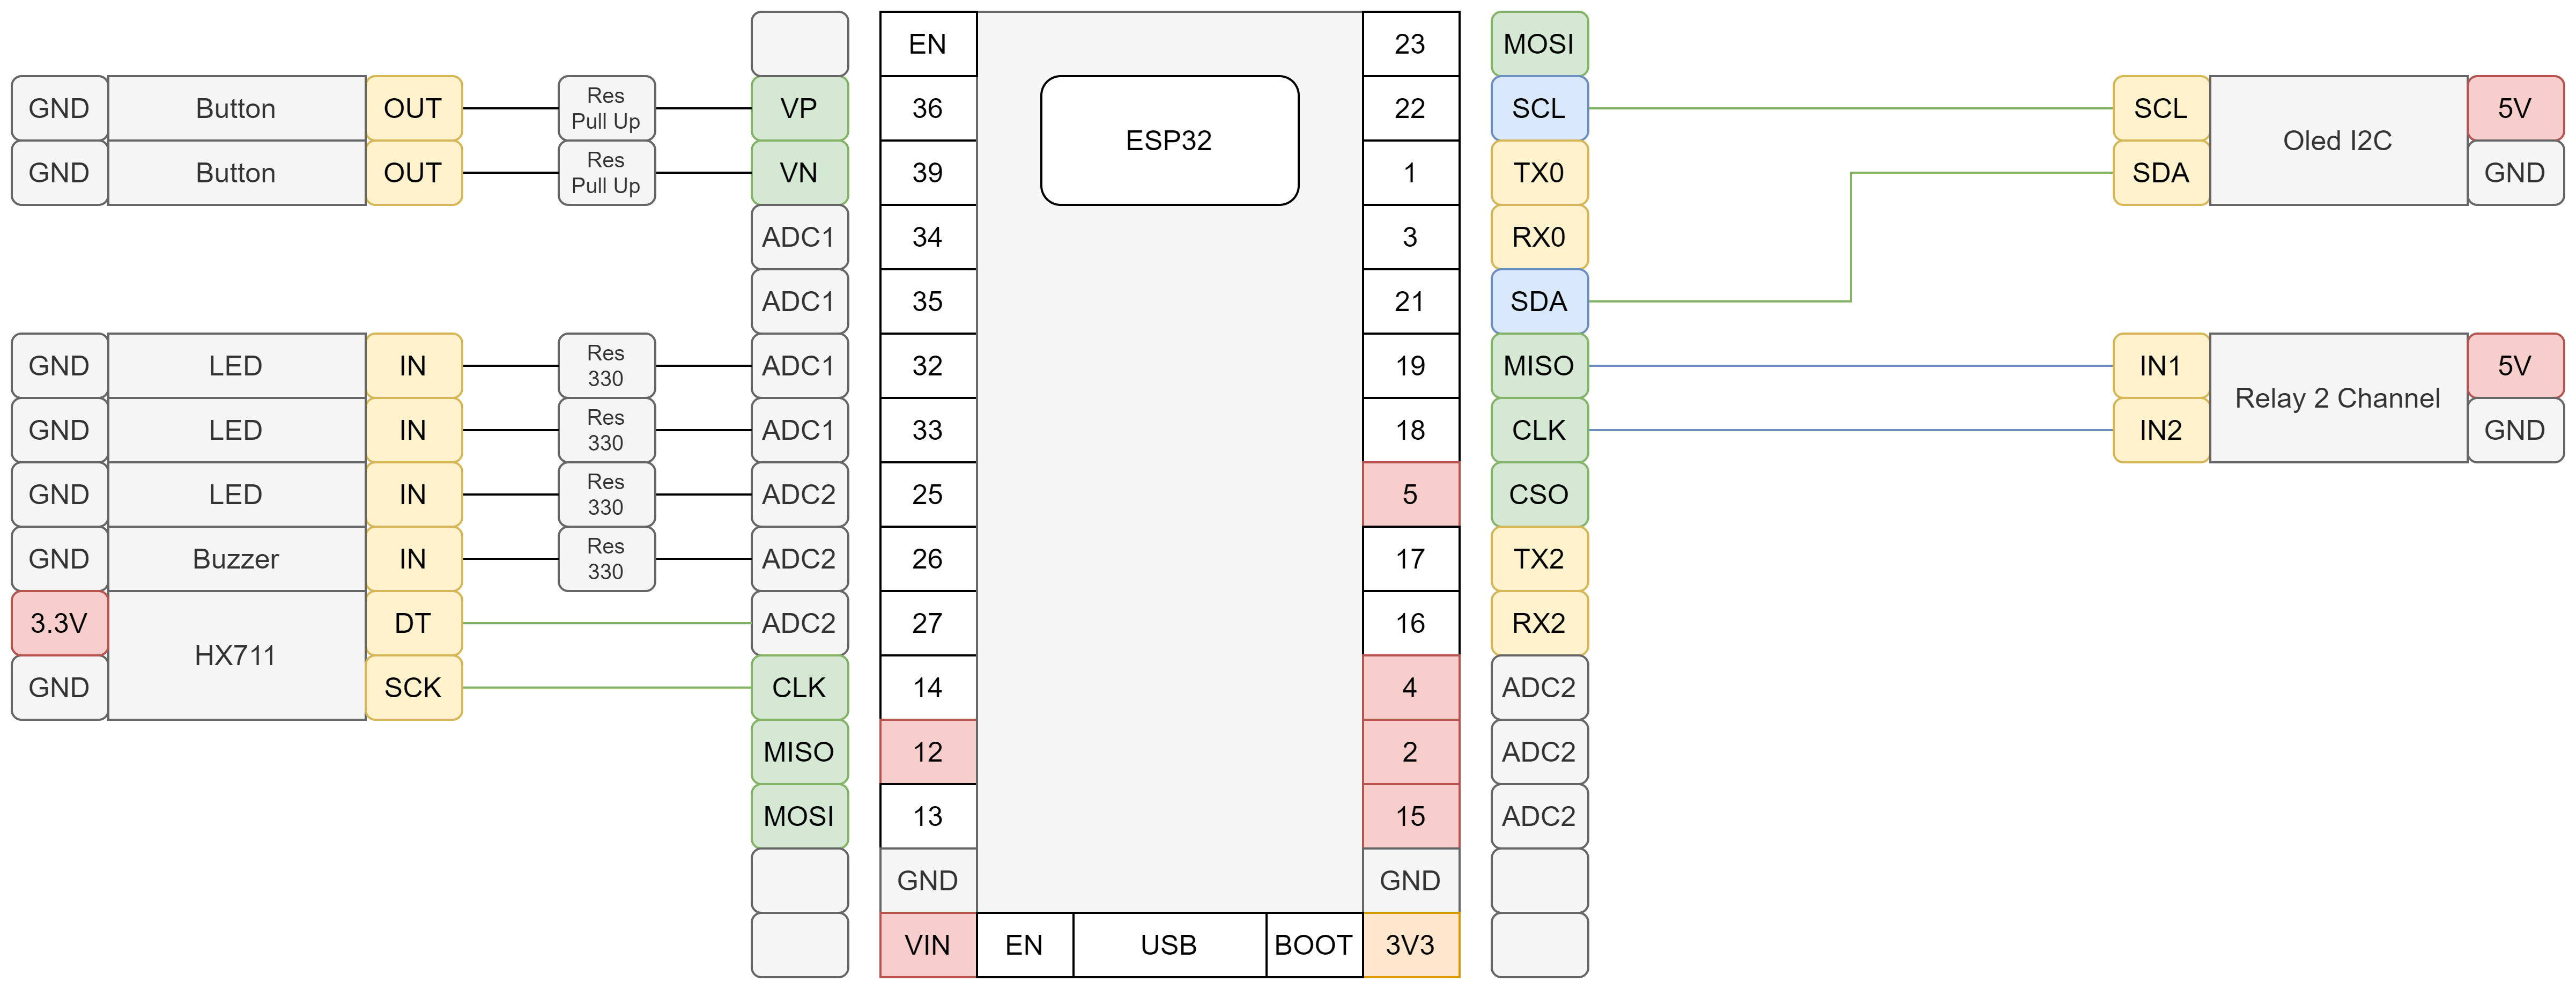 EN
23
MOSI
GND
Button
OUT
Res
Pull Up
VP
36
ESP32
22
SCL
SCL
Oled I2C
5V
GND
Button
OUT
Res
Pull Up
VN
39
1
TX0
SDA
GND
ADC1
34
3
RX0
ADC1
35
21
SDA
GND
LED
IN
Res
330
ADC1
32
19
MISO
IN1
Relay 2 Channel
5V
GND
LED
IN
Res
330
ADC1
33
18
CLK
IN2
GND
GND
LED
IN
Res
330
ADC2
25
5
CSO
GND
Buzzer
IN
Res
330
ADC2
26
17
TX2
3.3V
HX711
DT
ADC2
27
16
RX2
GND
SCK
CLK
14
4
ADC2
MISO
12
2
ADC2
MOSI
13
15
ADC2
GND
GND
VIN
EN
USB
BOOT
3V3